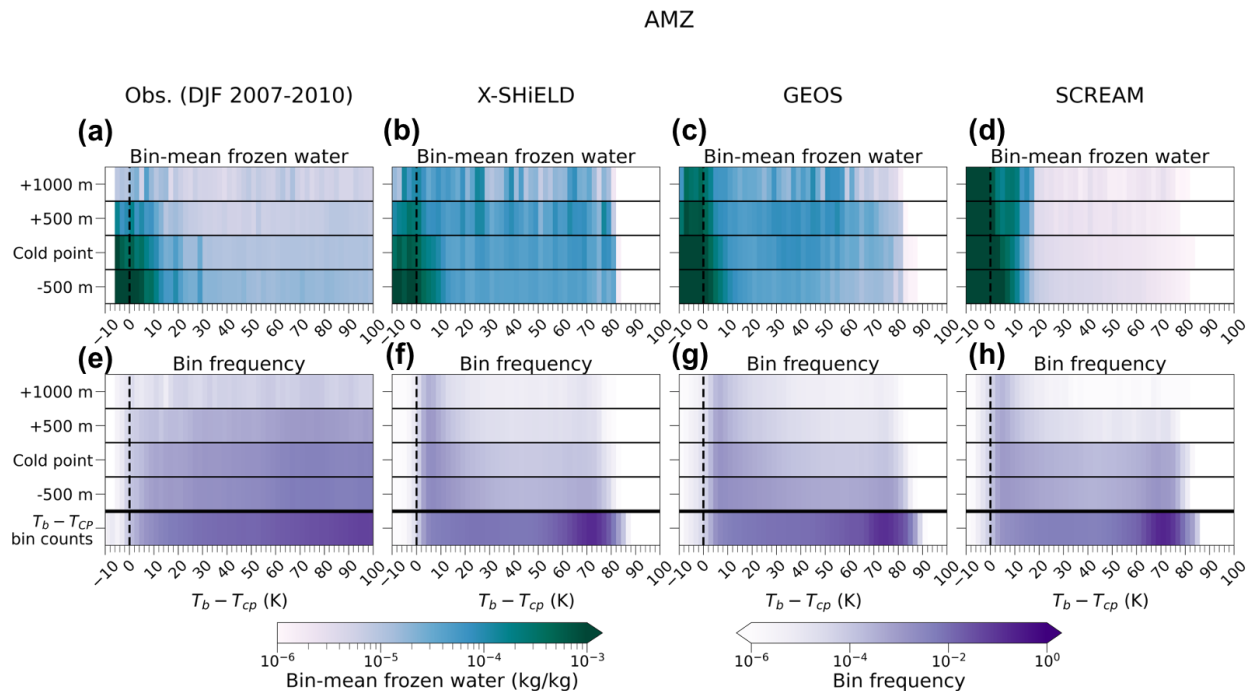 AMZ
Obs. (DJF 2007-2010) X-SHiELD GEOS SCREAM
(a) (b) (c) (d)
Bin-mean frozen water Bin-mean frozen water Bin-mean frozen water Bin-mean frozen water
+1000 m
+500 m
Cold point
-500 m
−10 0 10 20 30 40 50 60 70 80 90 100 −10 0 10 20 30 40 50 60 70 80 90 100 −10 0 10 20 30 40 50 60 70 80 90 100 −10 0 10 20 30 40 50 60 70 80 90 100
(e) (f) (g) (h)
Bin frequency Bin frequency Bin frequency Bin frequency
+1000 m
+500 m
Cold point
-500 m
T_b − T_CP
bin counts
−10 0 10 20 30 40 50 60 70 80 90 100 −10 0 10 20 30 40 50 60 70 80 90 100 −10 0 10 20 30 40 50 60 70 80 90 100 −10 0 10 20 30 40 50 60 70 80 90 100
T_b − T_cp (K) T_b − T_cp (K) T_b − T_cp (K) T_b − T_cp (K)
10^−6 10^−5 10^−4 10^−3 10^−6 10^−4 10^−2 10^0
Bin-mean frozen water (kg/kg) Bin frequency